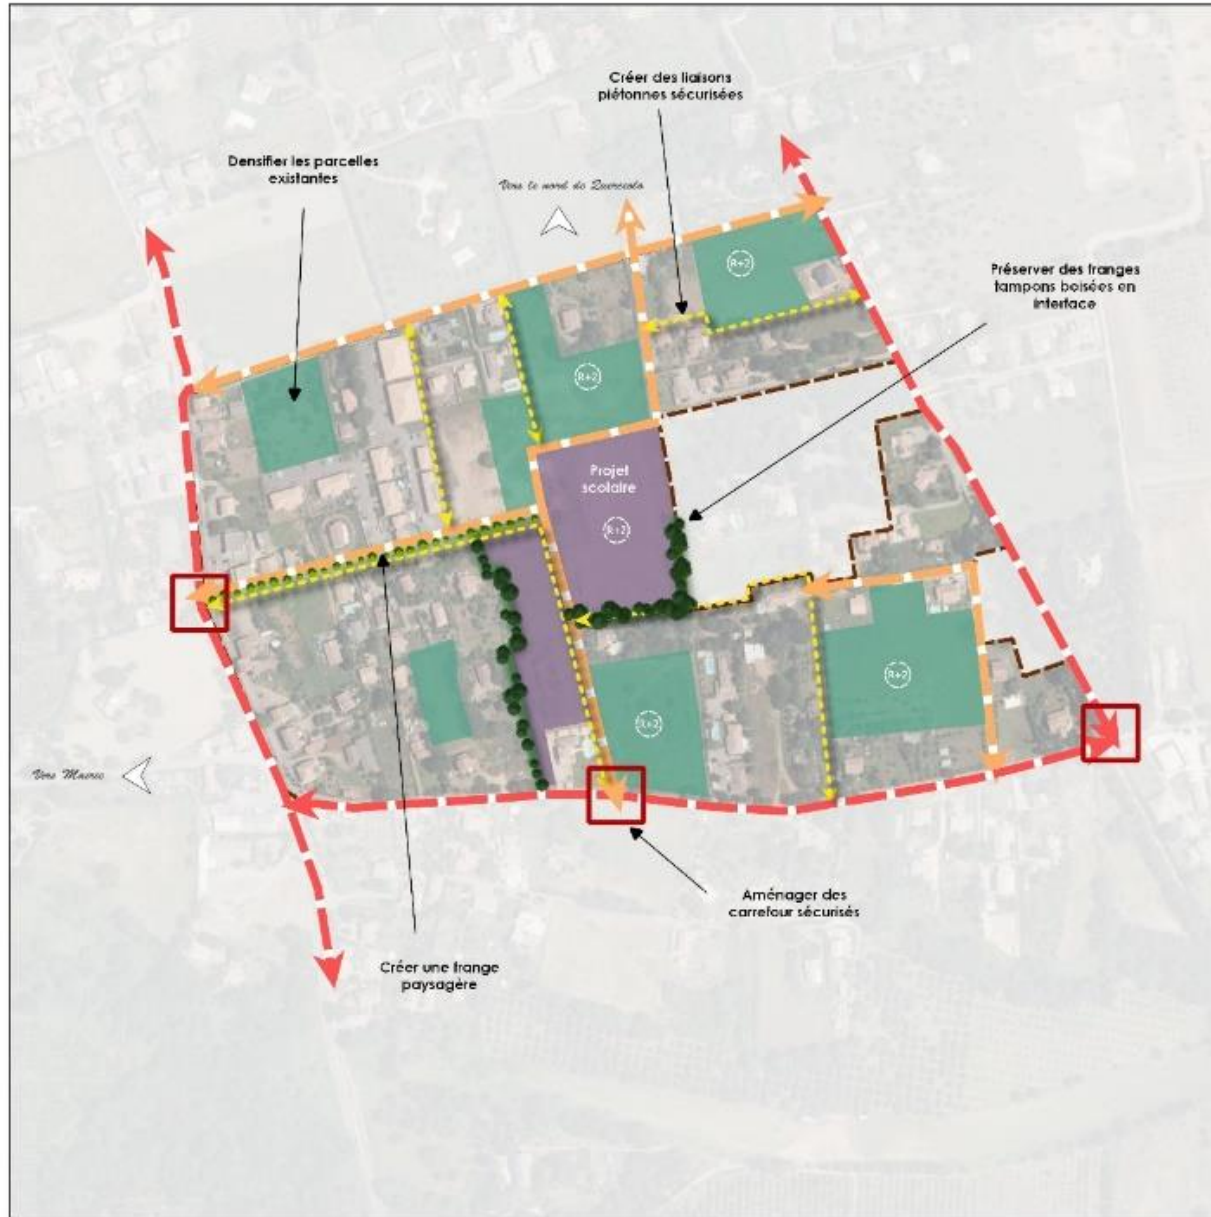 Créer des liaisons
piétonnes sécurisées
Densifier les parcelles
existantes
Vers le nord de Querciolo
R+2
Préserver des franges
tampons boisées en
interface
R+2
Projet
scolaire
R+2
R+2
R+2
Vers Mairie
Aménager des
carrefour sécurisés
Créer une frange
paysagère